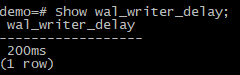 demo=# Show wal_writer_delay;
 wal_writer_delay
------------------
 200ms
(1 row)